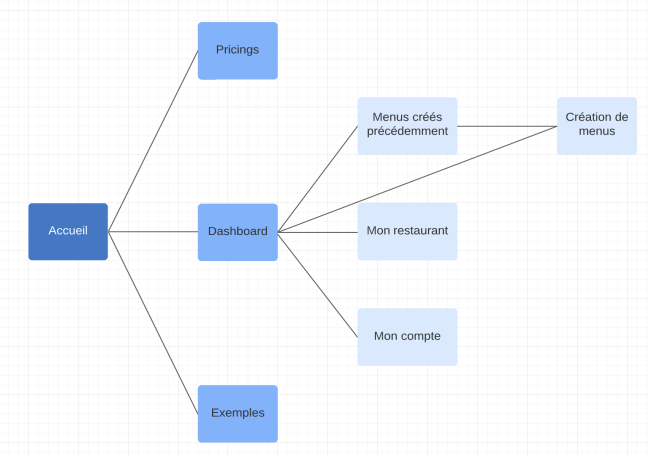 Pricings
Menus créés
précédemment
Création de
menus
Accueil
Dashboard
Mon restaurant
Mon compte
Exemples